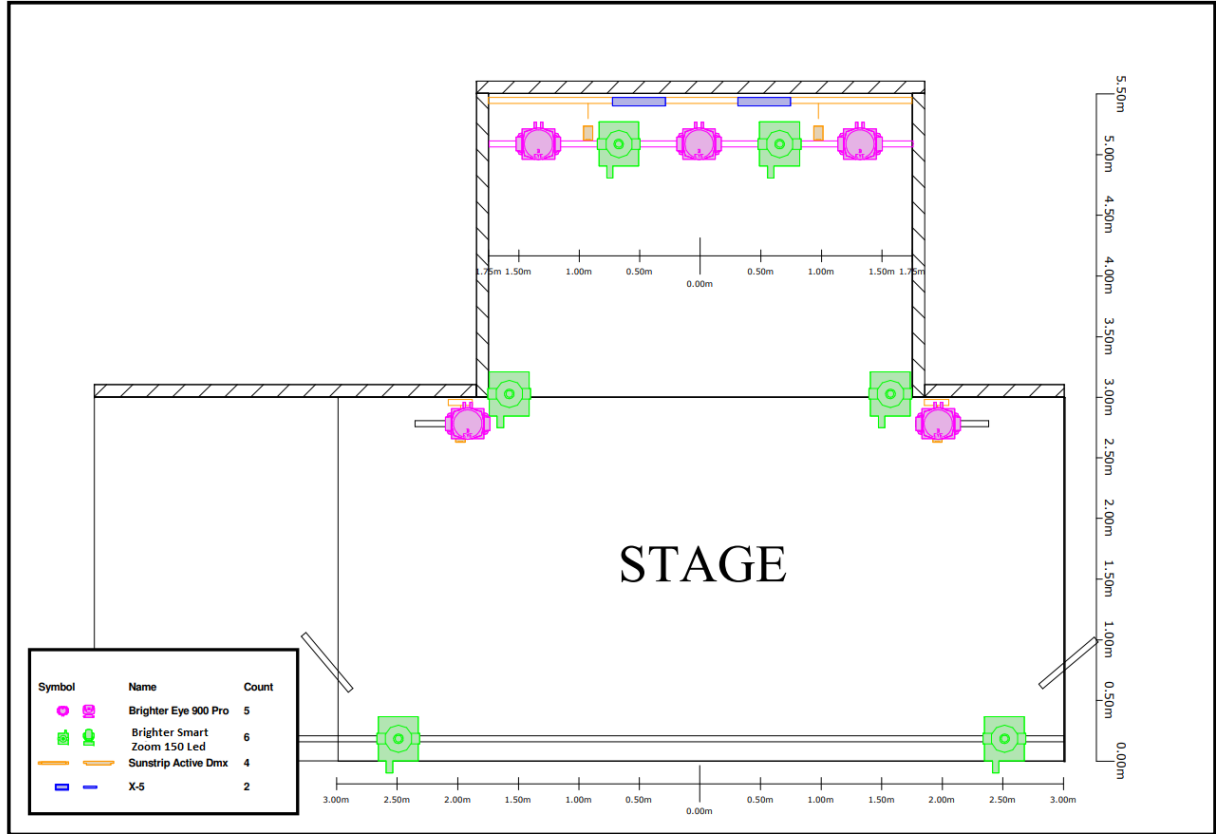 5.50m
5.00m
4.50m
4.00m
3.50m
3.00m
2.50m
2.00m
1.50m
1.00m
0.50m
0.00m
1.75m 1.50m 1.00m 0.50m 0.50m 1.00m 1.50m 1.75m
0.00m
STAGE
Symbol Name Count
Brighter Eye 900 Pro 5
Brighter Smart 6
Zoom 150 Led
Sunstrip Active Dmx 4
X-5 2
3.00m 2.00m 1.50m 1.00m 0.50m 0.50m 1.00m 1.50m 2.00m 2.50m 3.00m
0.00m